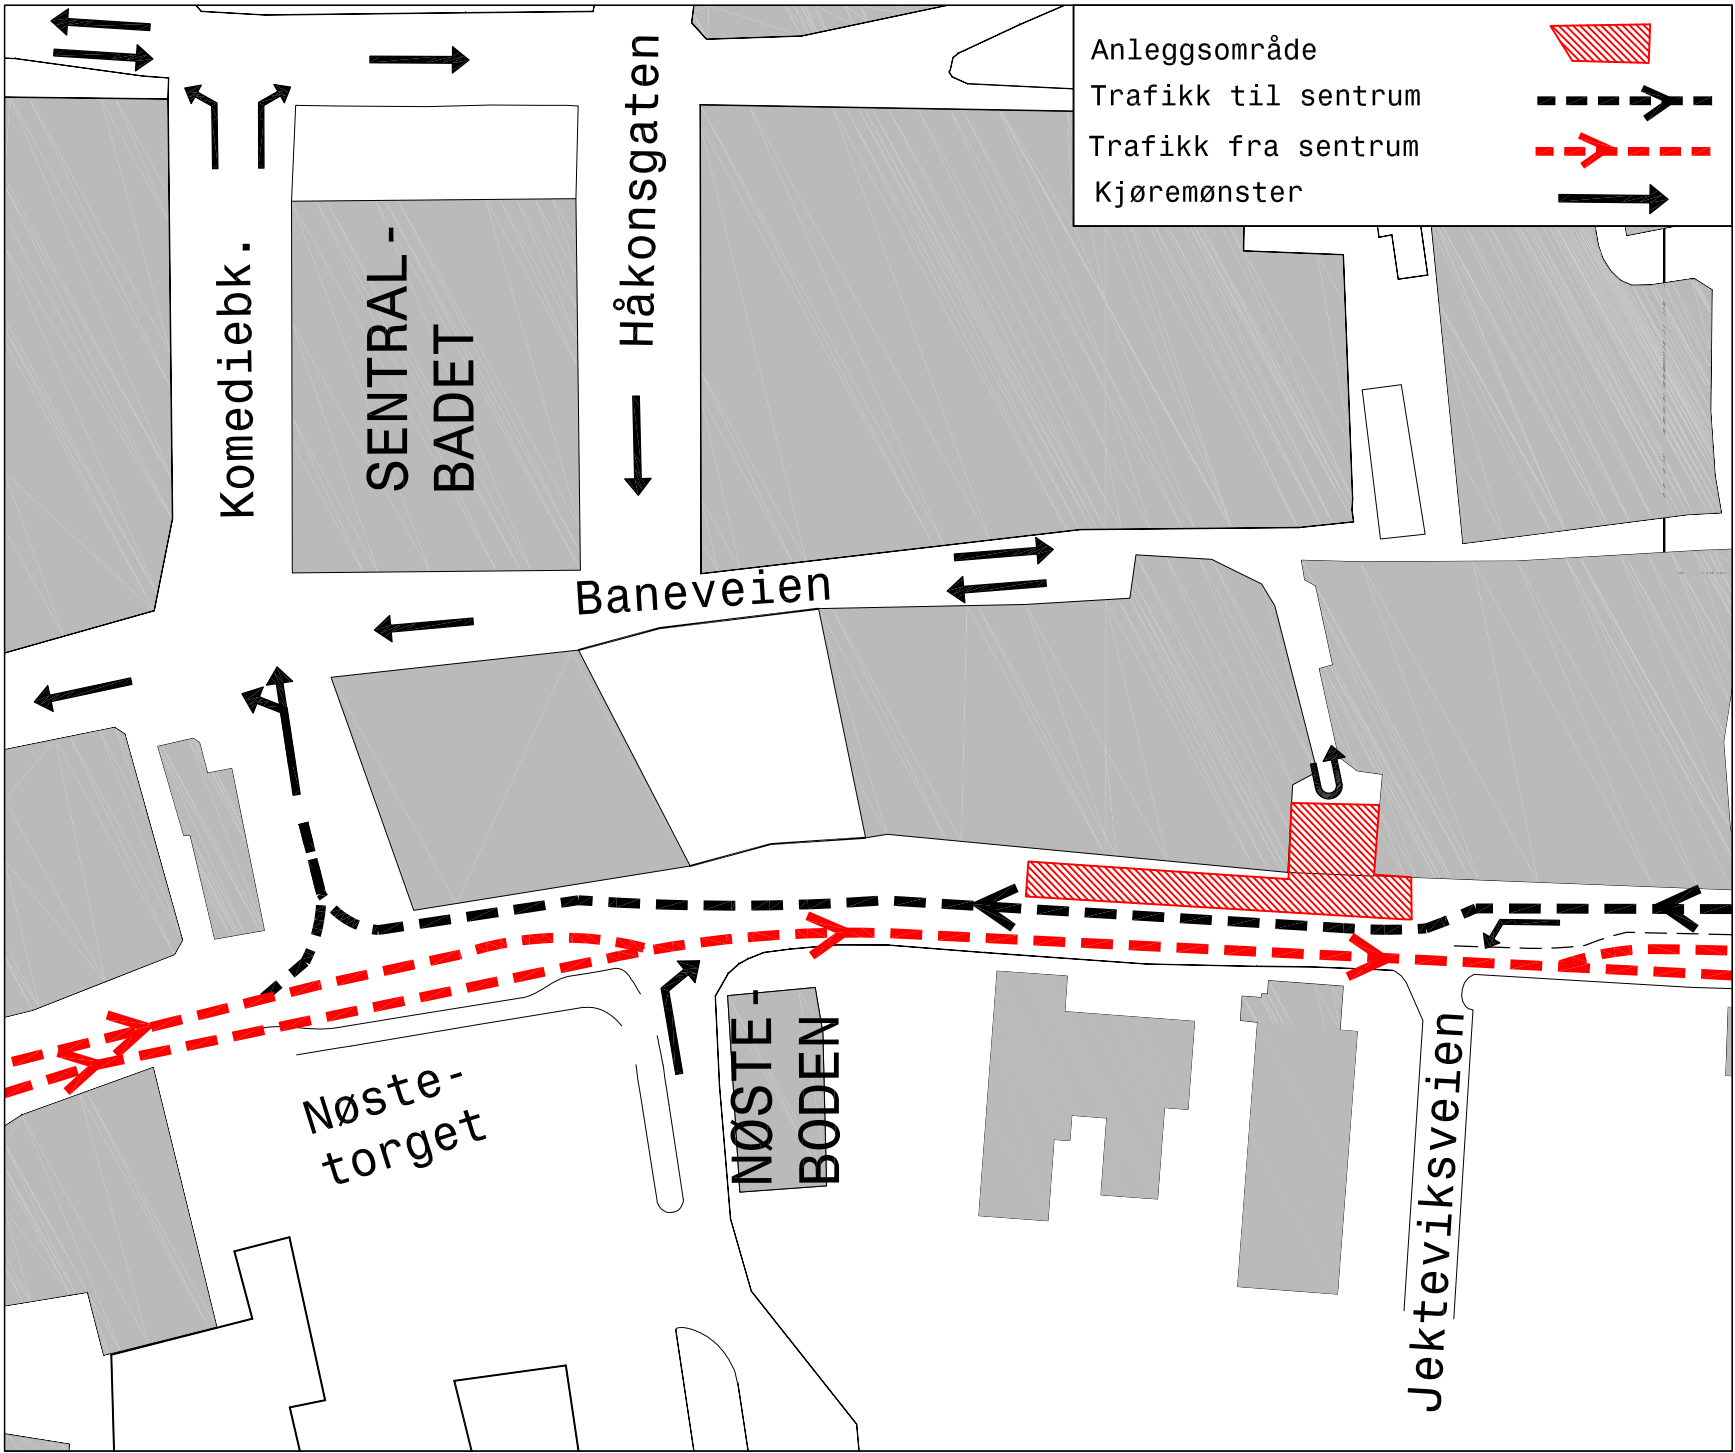 Anleggsområde
Trafikk til sentrum
Trafikk fra sentrum
Kjøremønster
Komediebk.
SENTRAL-
BADET
Håkonsgaten
Baneveien
Nøste-
torget
NØSTE-
BODEN
Jekteviksveien